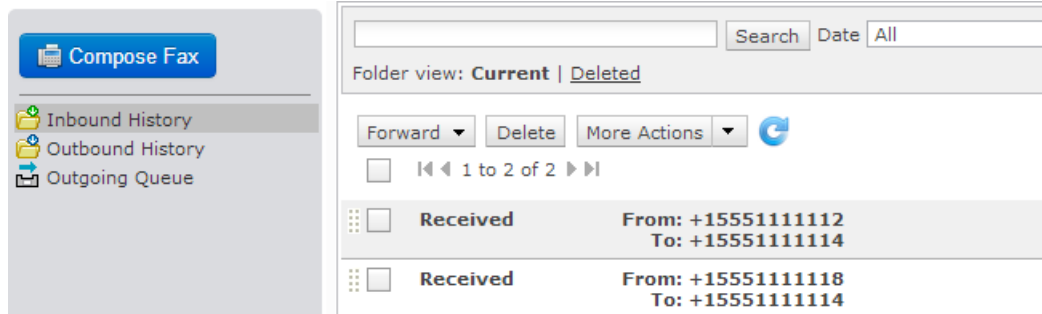 Compose Fax
Inbound History
Outbound History
Outgoing Queue
Search Date All
Folder view: Current | Deleted
Forward Delete More Actions
1 to 2 of 2
Received From: +15551111112
To: +15551111114
Received From: +15551111118
To: +15551111114